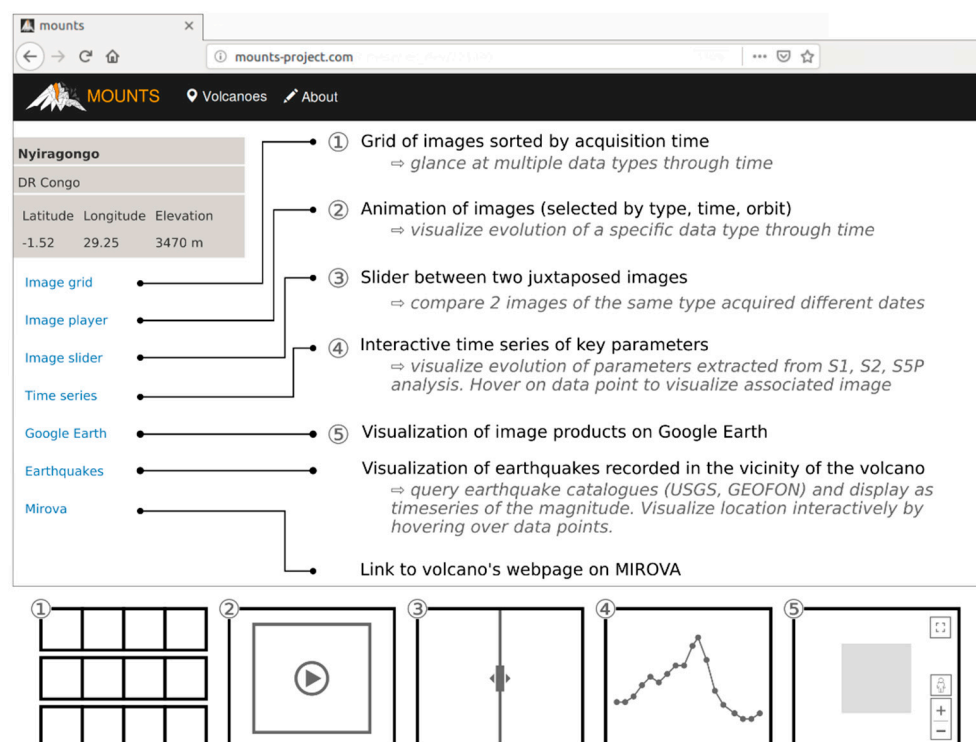 mounts
mounts-project.com
MOUNTS Volcanoes About
Nyiragongo
DR Congo
Latitude Longitude Elevation
-1.52 29.25 3470 m
Image grid
Image player
Image slider
Time series
Google Earth
Earthquakes
Mirova
① Grid of images sorted by acquisition time
⇨ glance at multiple data types through time
② Animation of images (selected by type, time, orbit)
⇨ visualize evolution of a specific data type through time
③ Slider between two juxtaposed images
⇨ compare 2 images of the same type acquired different dates
④ Interactive time series of key parameters
⇨ visualize evolution of parameters extracted from S1, S2, S5P
analysis. Hover on data point to visualize associated image
⑤ Visualization of image products on Google Earth
Visualization of earthquakes recorded in the vicinity of the volcano
⇨ query earthquake catalogues (USGS, GEOFON) and display as
timeseries of the magnitude. Visualize location interactively by
hovering over data points.
Link to volcano's webpage on MIROVA
① ② ③ ④ ⑤